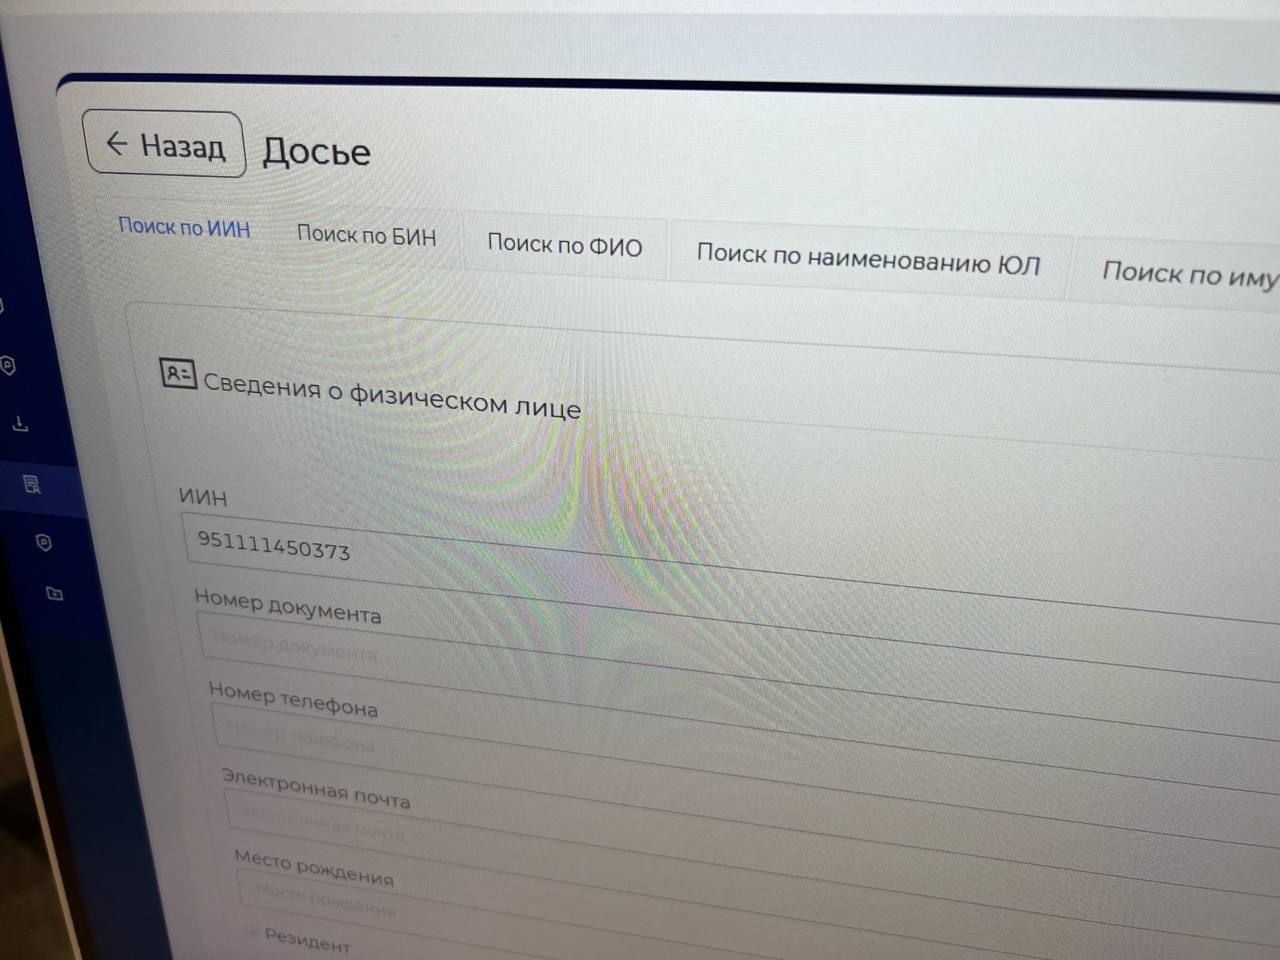 ← Назад Досье
Поиск по ИИН Поиск по БИН Поиск по ФИО Поиск по наименованию ЮЛ Поиск по иму
Сведения о физическом лице
ИИН
951111450373
Номер документа
Номер документа
Номер телефона
Номер телефона
Электронная почта
Электронная почта
Место рождения
Место рождения
Резидент